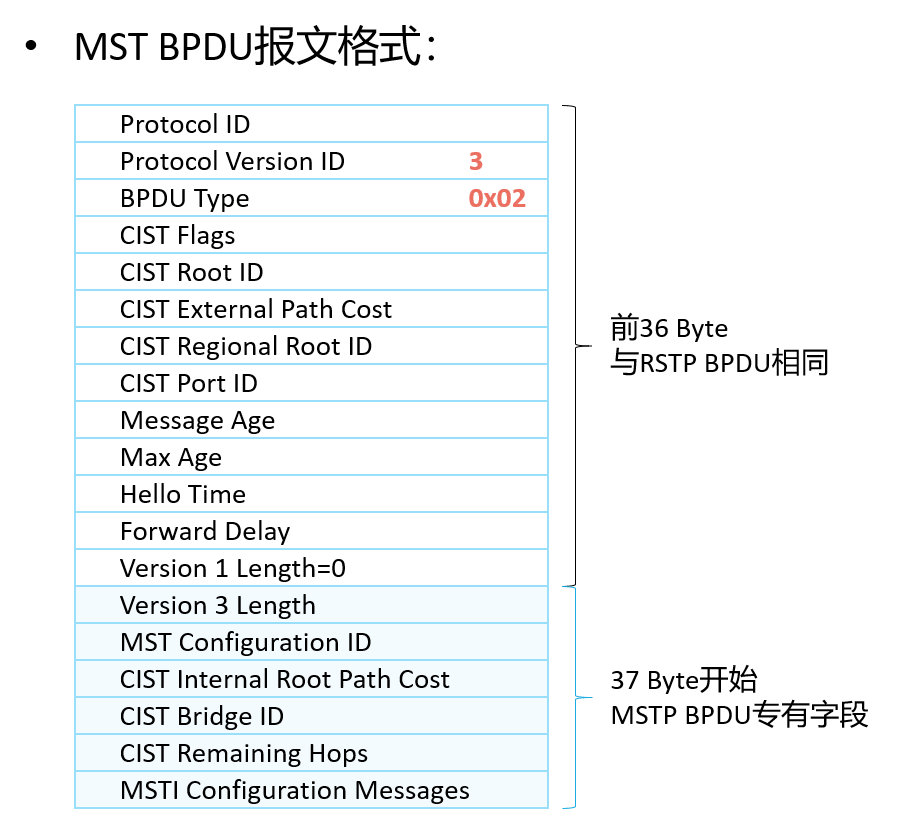 • MST BPDU报文格式：
Protocol ID
Protocol Version ID 3
BPDU Type 0x02
CIST Flags
CIST Root ID
CIST External Path Cost
CIST Regional Root ID
CIST Port ID
Message Age
Max Age
Hello Time
Forward Delay
Version 1 Length=0
前36 Byte
与RSTP BPDU相同
Version 3 Length
MST Configuration ID
CIST Internal Root Path Cost
CIST Bridge ID
CIST Remaining Hops
MSTI Configuration Messages
37 Byte开始
MSTP BPDU专有字段